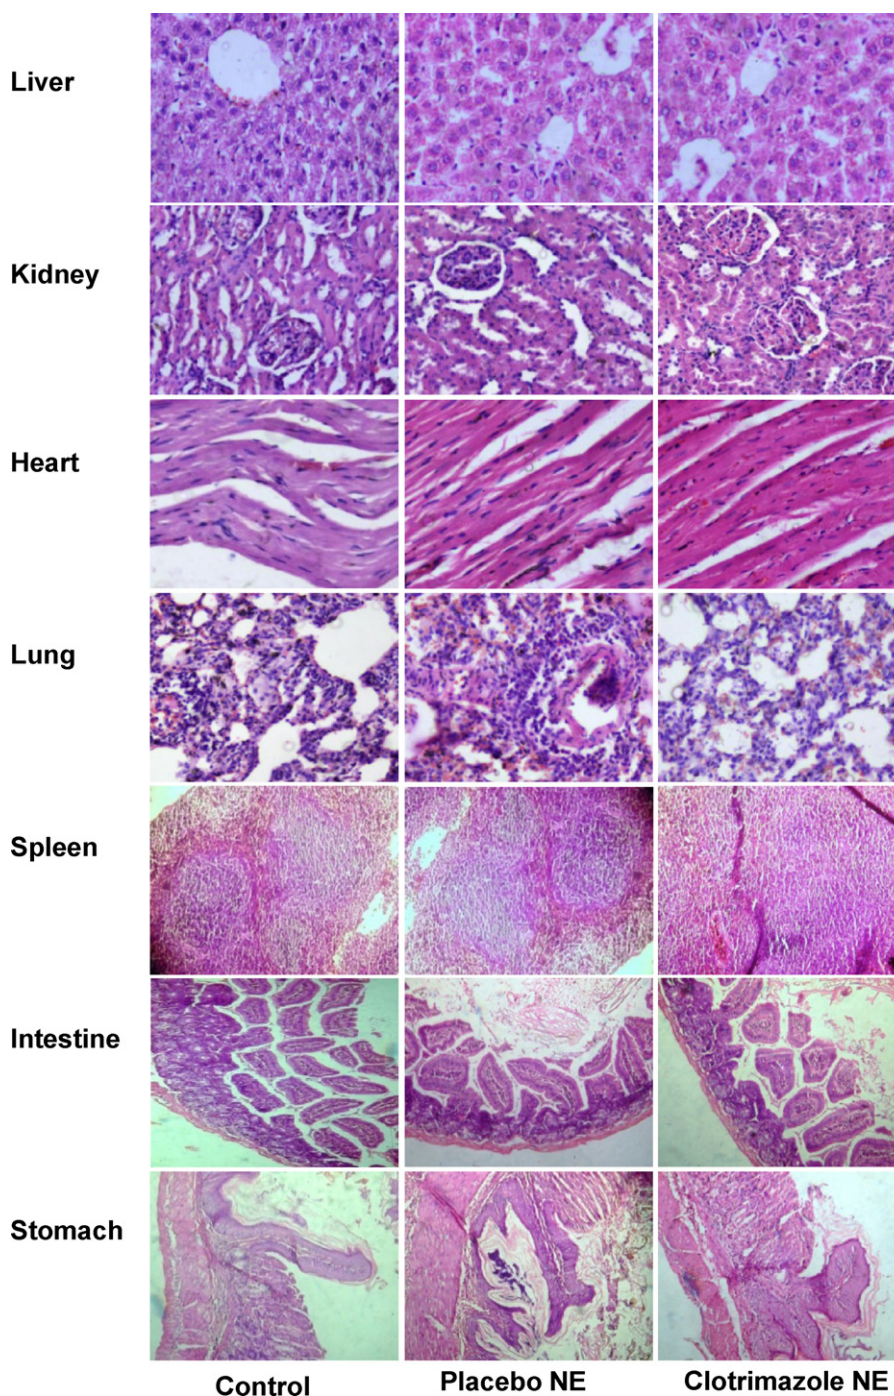 Liver
Kidney
Heart
Lung
Spleen
Intestine
Stomach
Control Placebo NE Clotrimazole NE